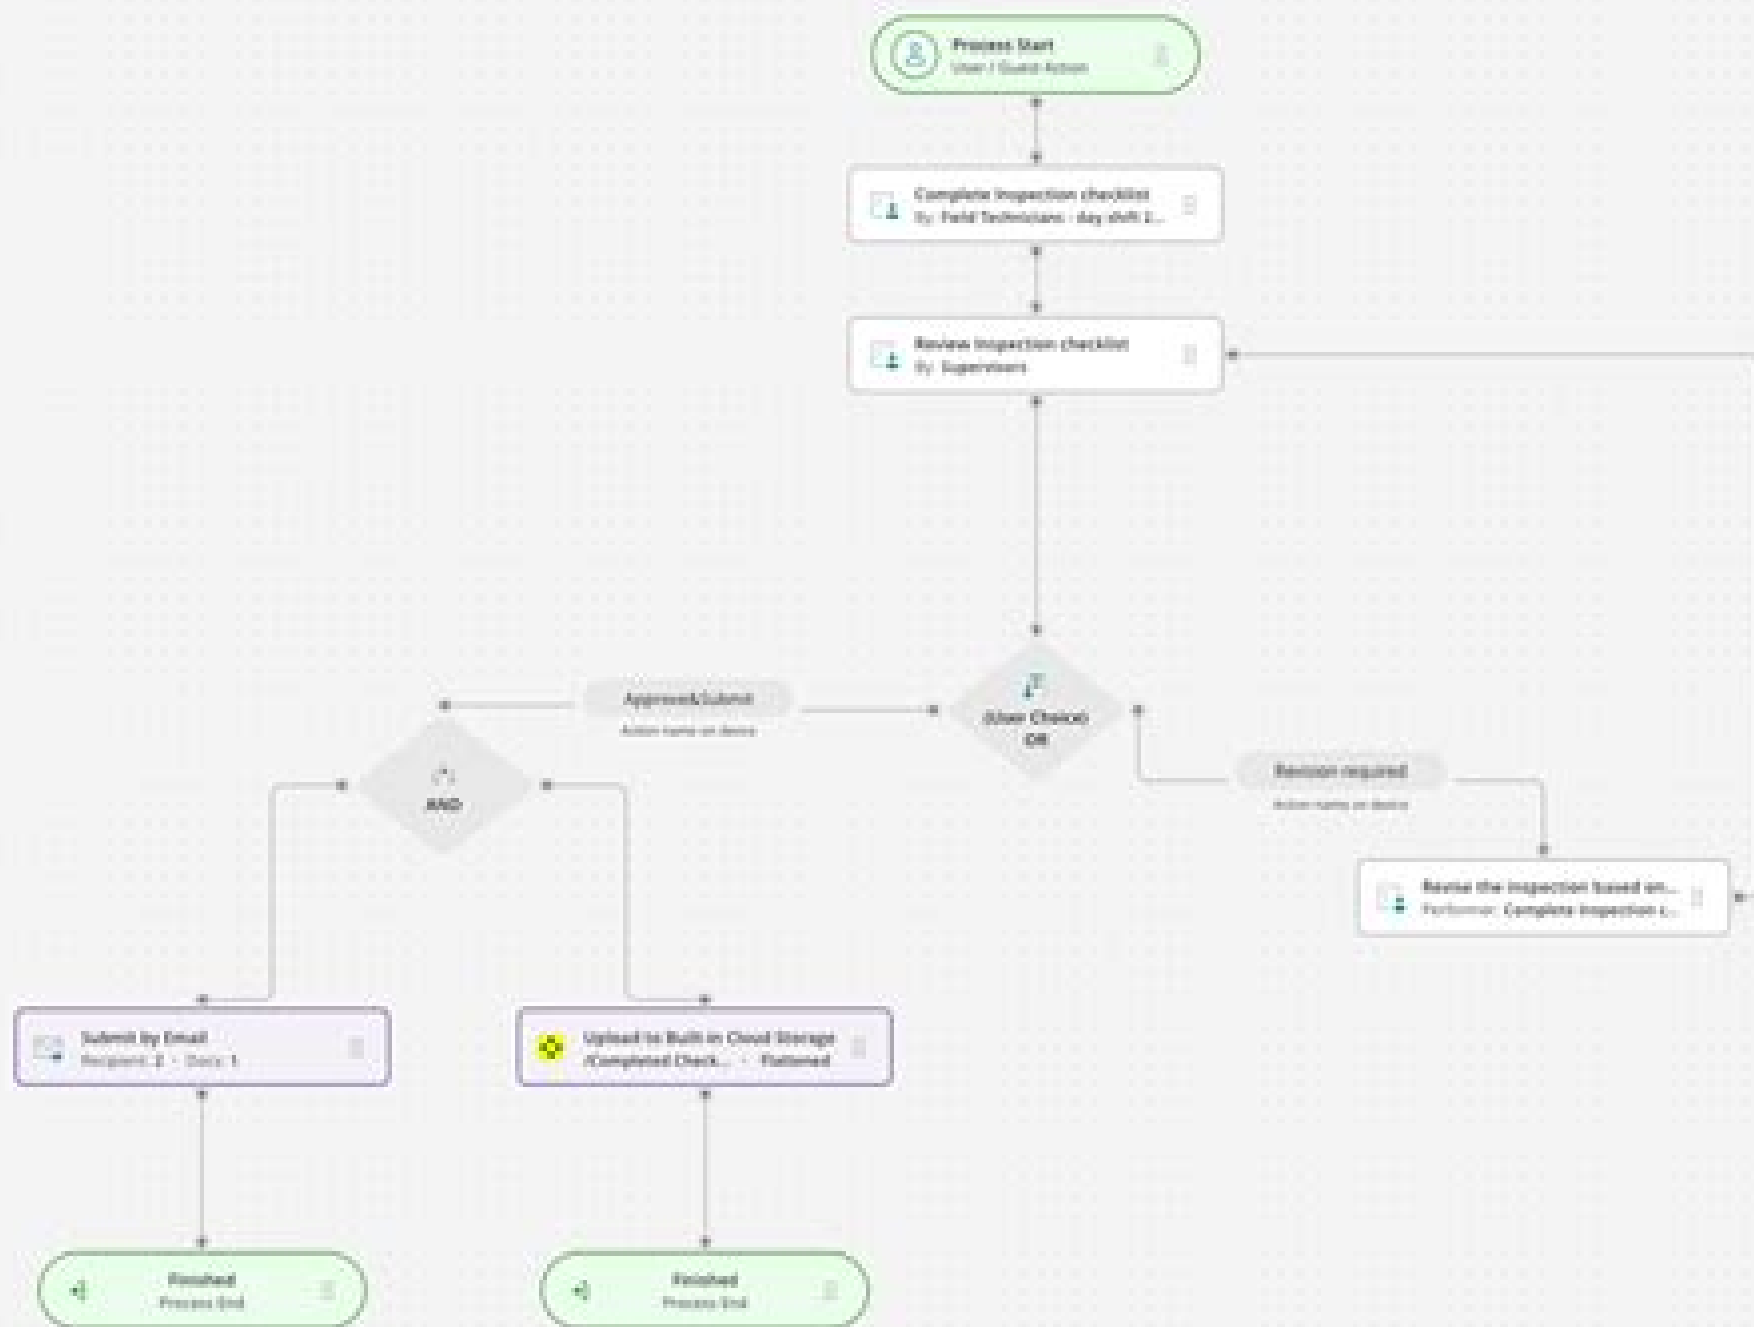 Process Start
User / Guest Action
Complete Inspection checklist
By: Field Technicians - day shift 2...
Review Inspection checklist
By: Supervisors
Approve&Submit
Action name on device
(User Choice)
OR
AND
Revision required
Action name on device
Revise the inspection based on...
Performer: Complete Inspection c...
Submit by Email
Recipient: 2 · Docs: 1
Upload to Built-in Cloud Storage
/Completed Check... · Flattened
Finished
Process End
Finished
Process End